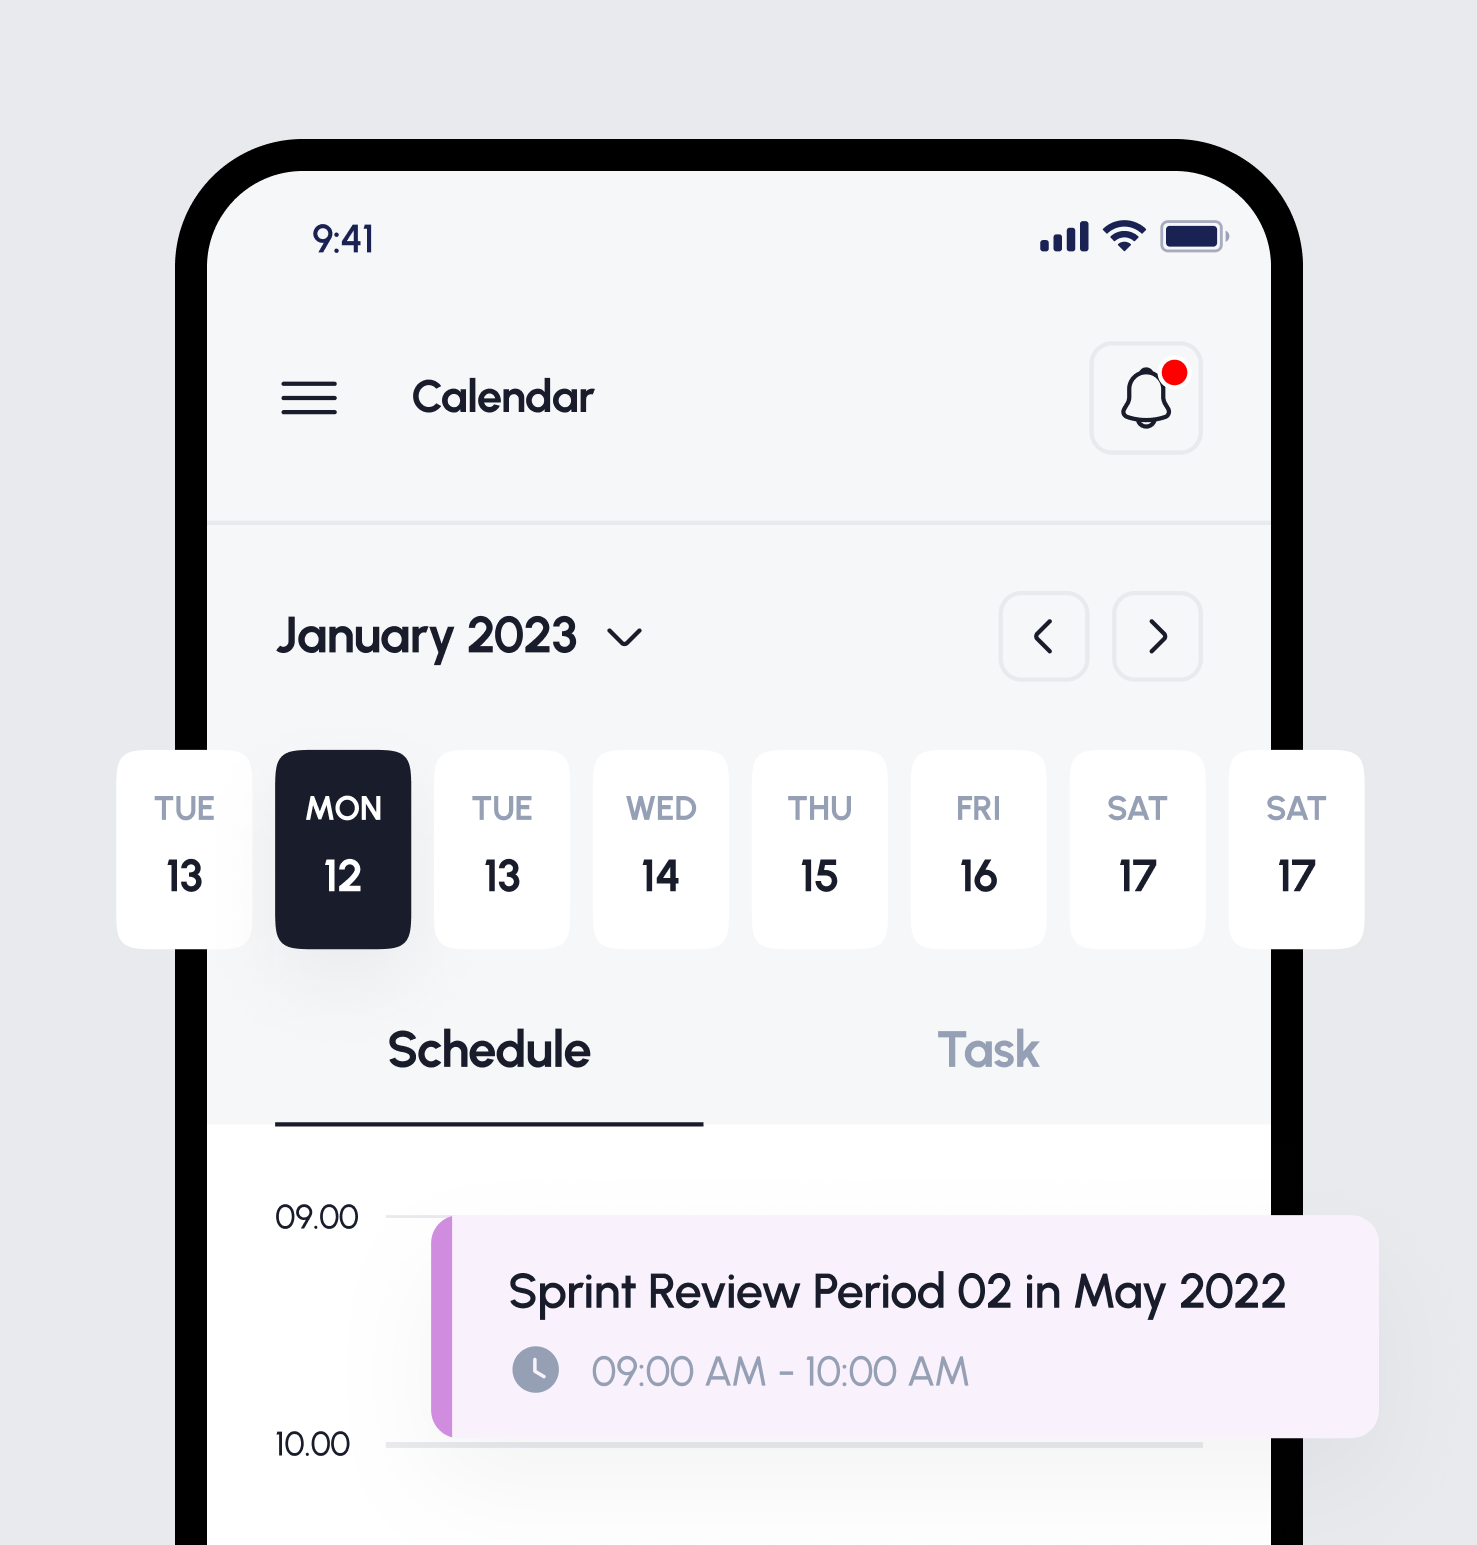 9:41
Calendar
January 2023
TUE MON TUE WED THU FRI SAT SAT
13 12 13 14 15 16 17 17
Schedule Task
09.00
Sprint Review Period 02 in May 2022
09:00 AM - 10:00 AM
10.00